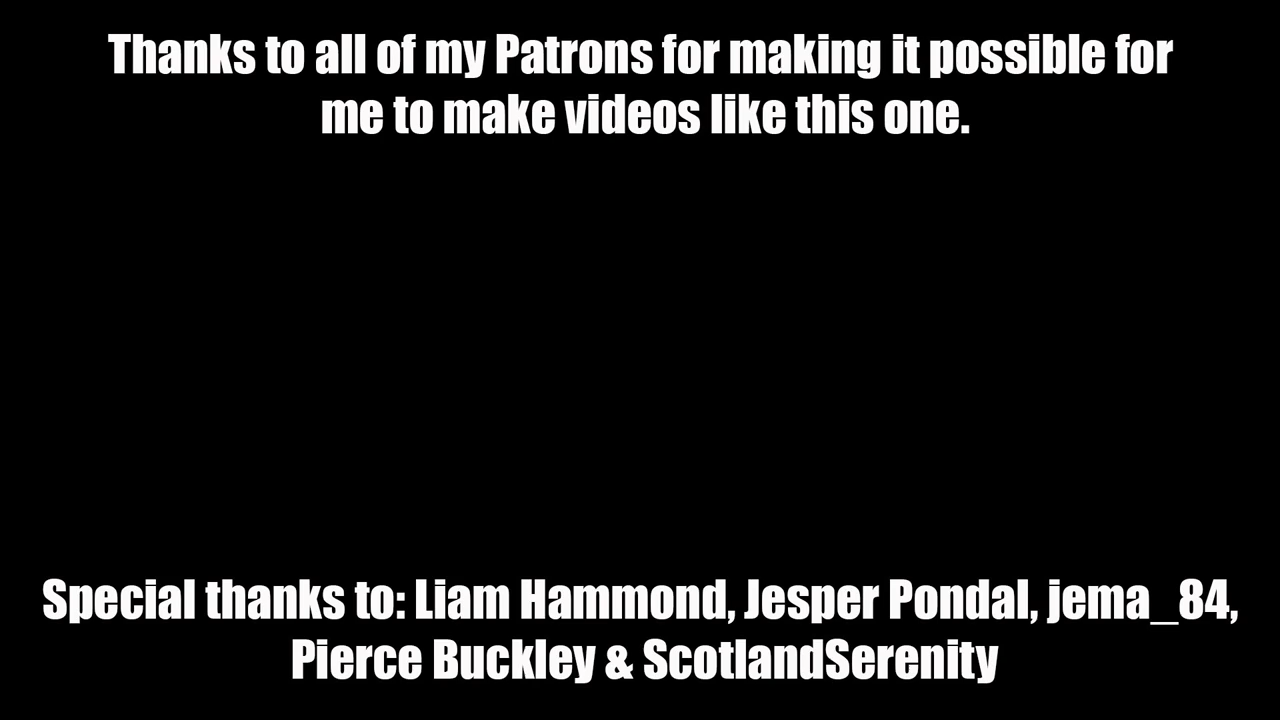 Thanks to all of my Patrons for making it possible for
me to make videos like this one.
Special thanks to: Liam Hammond, Jesper Pondal, jema_84,
Pierce Buckley & ScotlandSerenity